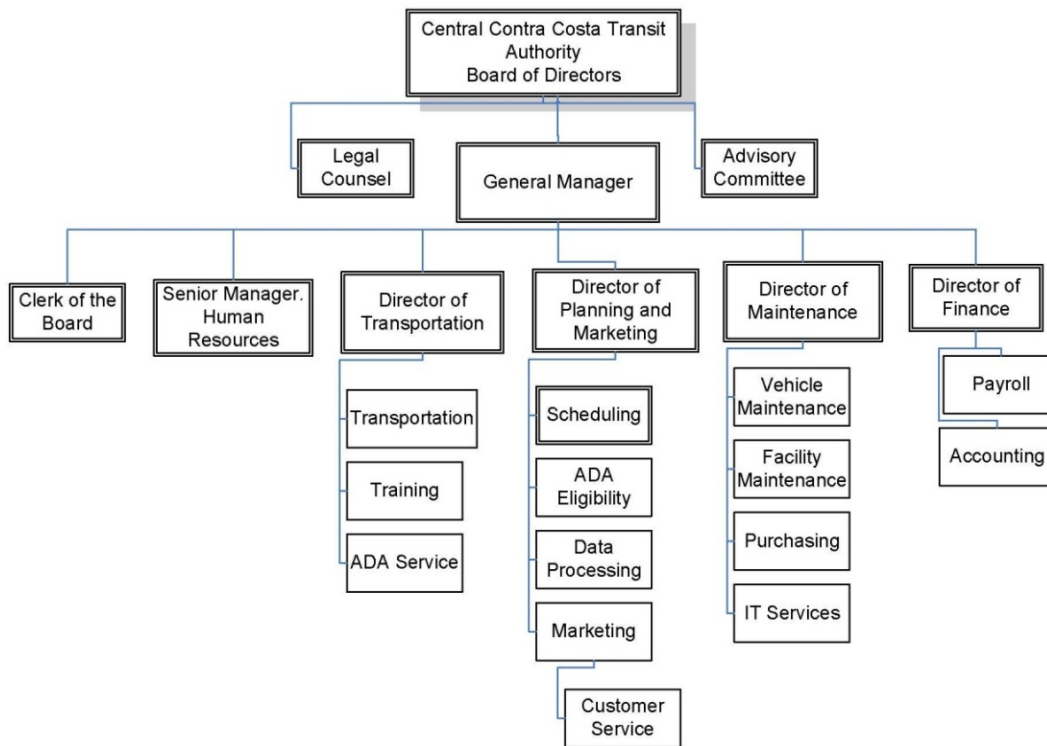 Central Contra Costa Transit
Authority
Board of Directors
Legal
Counsel
General Manager
Advisory
Committee
Clerk of the
Board
Senior Manager.
Human
Resources
Director of
Transportation
Director of
Planning and
Marketing
Director of
Maintenance
Director of
Finance
Transportation
Training
ADA Service
Scheduling
ADA
Eligibility
Data
Processing
Marketing
Customer
Service
Vehicle
Maintenance
Facility
Maintenance
Purchasing
IT Services
Payroll
Accounting